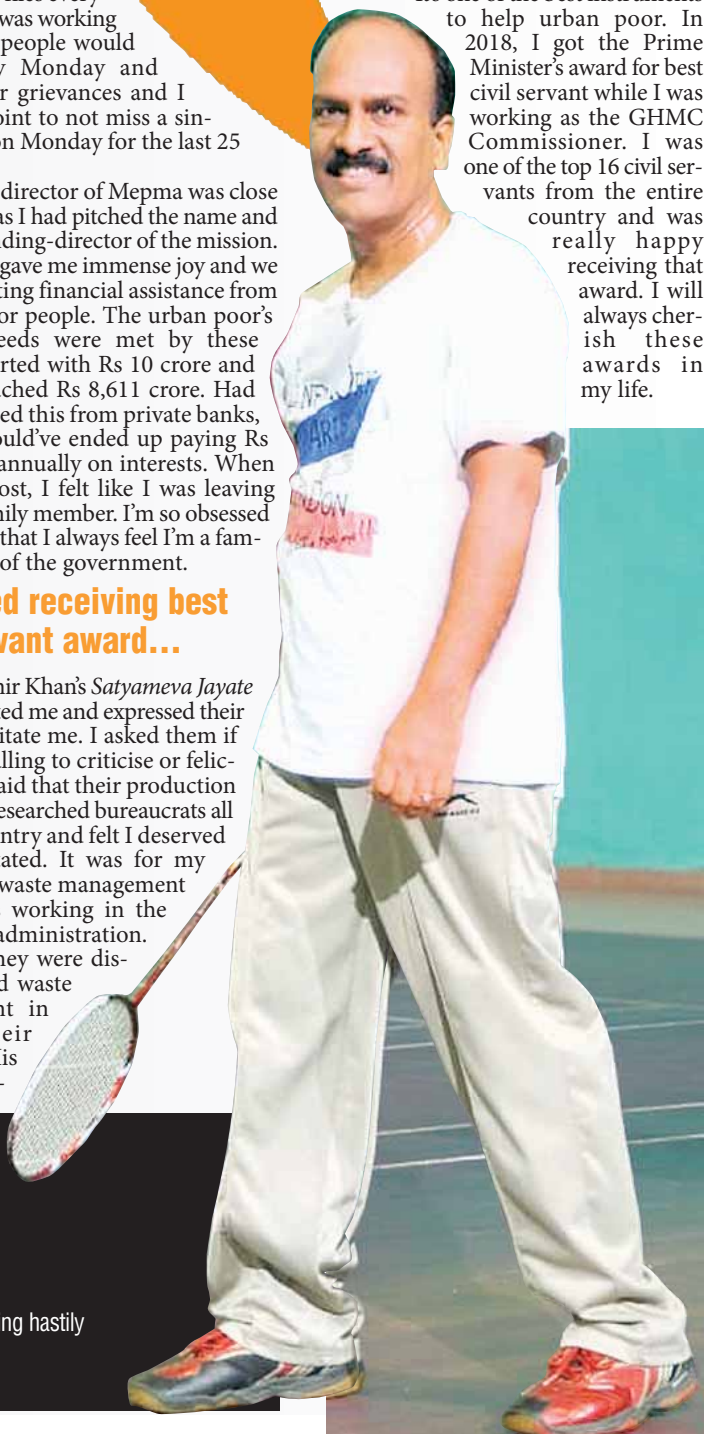 was working
people would
Monday and
grievances and I
point to not miss a sin-
on Monday for the last 25
director of Mepma was close
as I had pitched the name and
ding-director of the mission.
gave me immense joy and we
ting financial assistance from
or people. The urban poor's
eeds were met by these
rted with Rs 10 crore and
ached Rs 8,611 crore. Had
ed this from private banks,
ould've ended up paying Rs
annually on interests. When
ost, I felt like I was leaving
mily member. I'm so obsessed
that I always feel I'm a fam-
of the government.
ed receiving best
vant award...
mir Khan's Satyameva Jayate
ted me and expressed their
itate me. I asked them if
lling to criticise or felic-
aid that their production
researched bureaucrats all
ntry and felt I deserved
ated. It was for my
waste management
working in the
administration.
hey were dis-
d waste
nt in
eir
His
ing hastily
to help urban poor. In
2018, I got the Prime
Minister's award for best
civil servant while I was
working as the GHMC
Commissioner. I was
one of the top 16 civil ser-
vants from the entire
country and was
really happy
receiving that
award. I will
always cher-
ish these
awards in
my life.